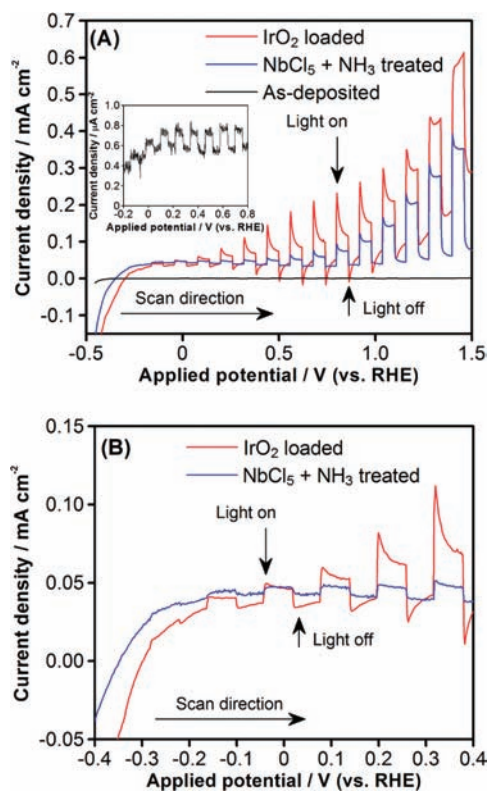 (A)
IrO2 loaded
NbCl5 + NH3 treated
As-deposited
Light on
Light off
Scan direction
Current density / mA cm-2
0.7
0.6
0.5
0.4
0.3
0.2
0.1
0.0
-0.1
-0.5
0
0.5
1.0
1.5
Applied potential / V (vs. RHE)
Current density / μA cm-2
1
0.8
0.6
0.4
0.2
0
-0.2
0
0.2
0.4
0.6
0.8
Applied potential / V (vs. RHE)
(B)
IrO2 loaded
NbCl5 + NH3 treated
Light on
Light off
Scan direction
Current density / mA cm-2
0.15
0.10
0.05
0.00
-0.05
-0.4
-0.3
-0.2
-0.1
0
0.1
0.2
0.3
0.4
Applied potential / V (vs. RHE)